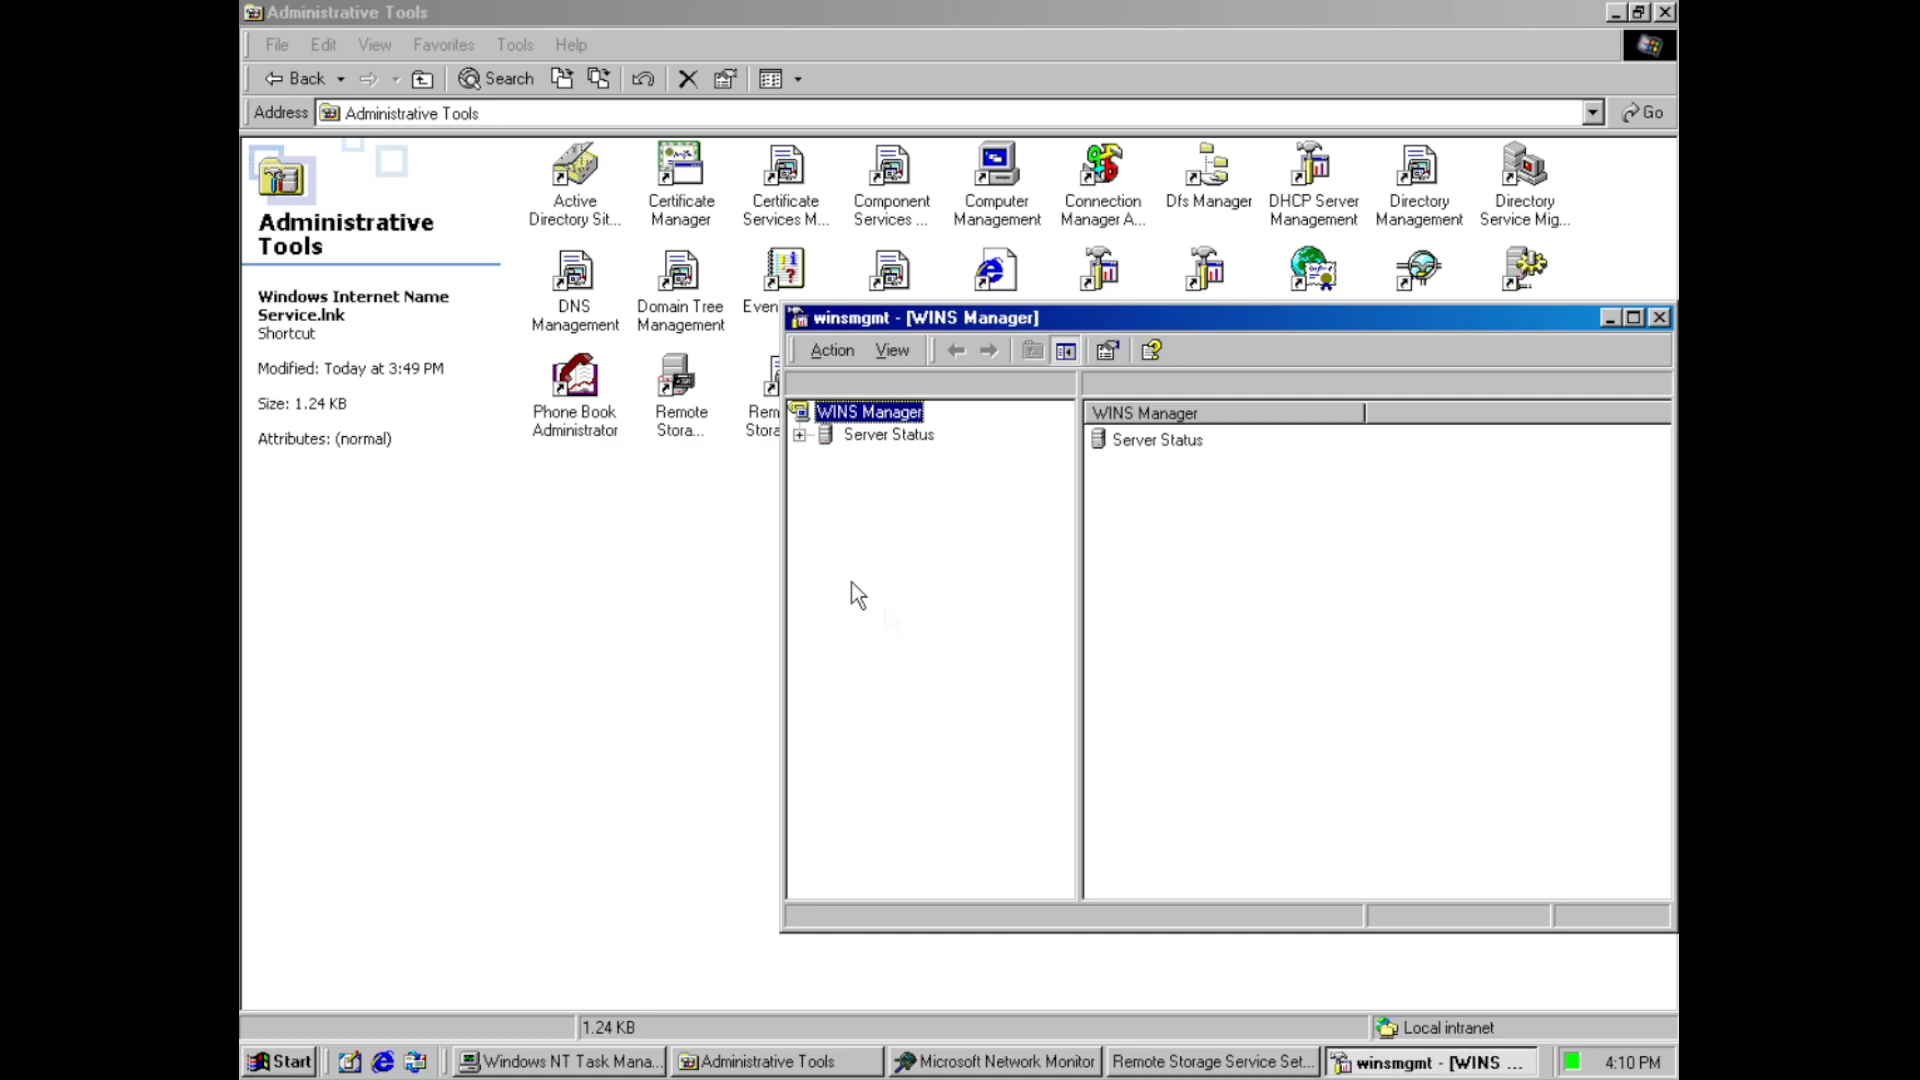 Administrative Tools
File Edit View Favorites Tools Help
Back Search
Address Administrative Tools Go
Administrative
Tools
Windows Internet Name
Service.lnk
Shortcut
Modified: Today at 3:49 PM
Size: 1.24 KB
Attributes: (normal)
Active
Directory Sit...
Certificate
Manager
Certificate
Services M...
Component
Services ...
Computer
Management
Connection
Manager A...
Dfs Manager
DHCP Server
Management
Directory
Management
Directory
Service Mig...
DNS
Management
Domain Tree
Management
Even
Phone Book
Administrator
Remote
Stora...
Rem
Stora
winsmgmt - [WINS Manager]
Action View
WINS Manager
Server Status
WINS Manager
Server Status
1.24 KB
Local intranet
Start Windows NT Task Mana... Administrative Tools Microsoft Network Monitor Remote Storage Service Set... winsmgmt - [WINS ... 4:10 PM